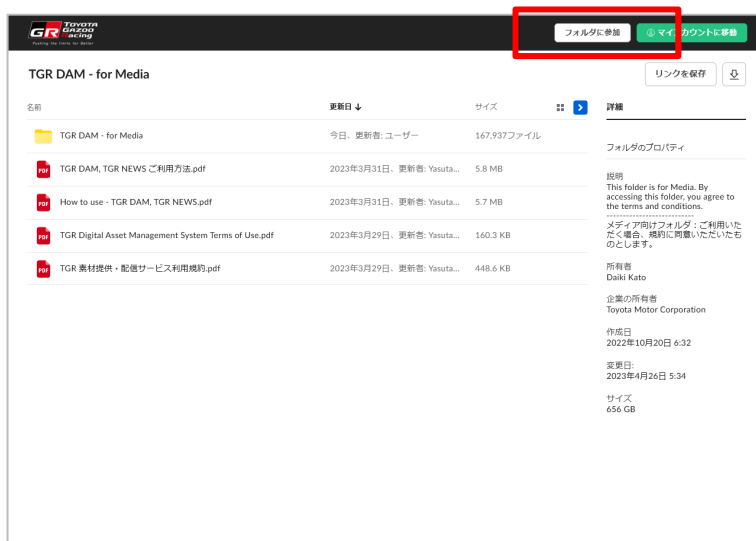 GR TOYOTA
GAZOO
Racing
Pushing the limits for Better
フォルダに参加
マイアカウントに移動
TGR DAM - for Media
リンクを保存
名前 更新日 ↓ サイズ
詳細
TGR DAM - for Media 今日、更新者: ユーザー 167,937ファイル
PDF TGR DAM, TGR NEWS ご利用方法.pdf 2023年3月31日、更新者: Yasuta... 5.8 MB
PDF How to use - TGR DAM, TGR NEWS.pdf 2023年3月31日、更新者: Yasuta... 5.7 MB
PDF TGR Digital Asset Management System Terms of Use.pdf 2023年3月29日、更新者: Yasuta... 160.3 KB
PDF TGR 素材提供・配信サービス利用規約.pdf 2023年3月29日、更新者: Yasuta... 448.6 KB
フォルダのプロパティ
説明
This folder is for Media. By
accessing this folder, you agree to
the terms and conditions.
---------------------------
メディア向けフォルダ：ご利用いた
だく場合、規約に同意いただいたも
のとします。
所有者
Daiki Kato
企業の所有者
Toyota Motor Corporation
作成日
2022年10月20日 6:32
変更日:
2023年4月26日 5:34
サイズ
656 GB